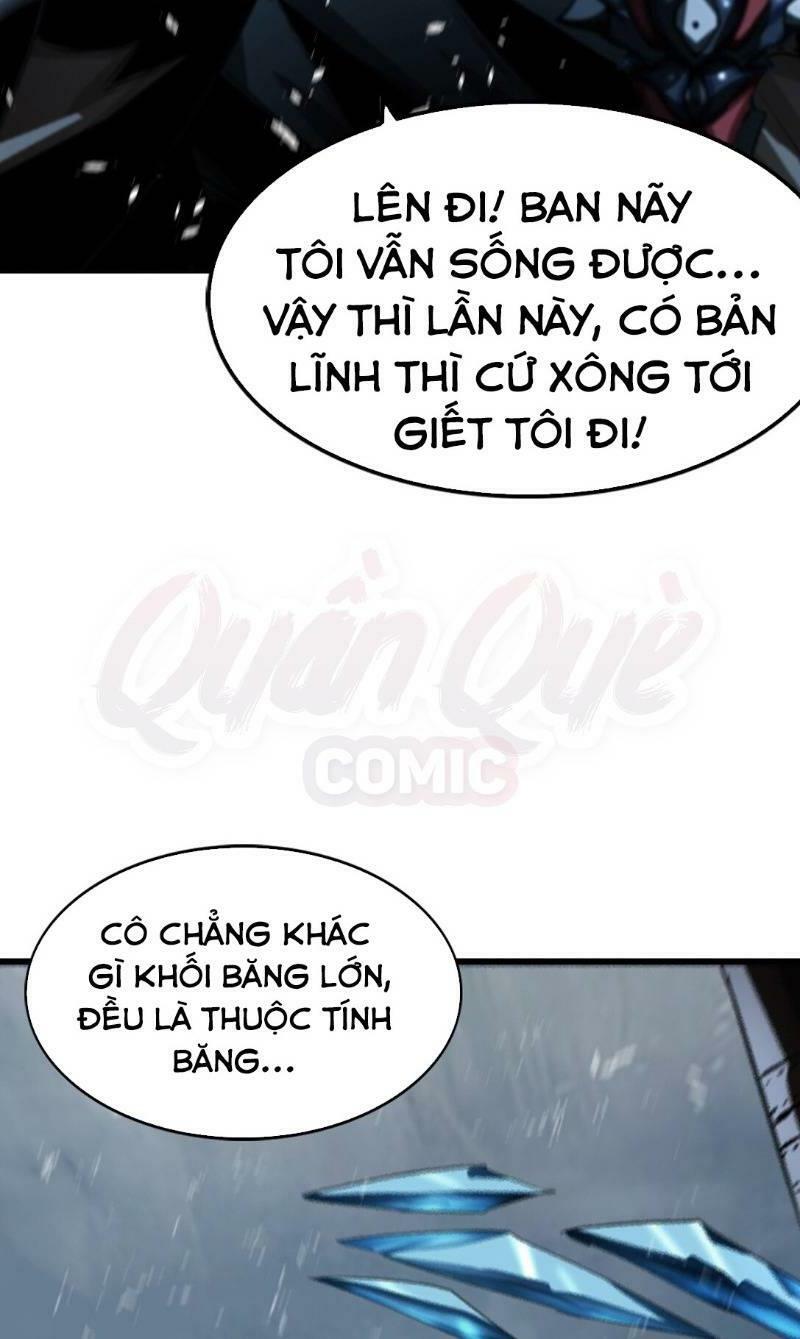 LÊN ĐI! BAN NÃY
TÔI VẪN SỐNG ĐƯỢC...
VẬY THÌ LẦN NÀY, CÓ BẢN
LĨNH THÌ CỨ XÔNG TỚI
GIẾT TÔI ĐI!
QUẨN QUÈ
COMIC
CÔ CHẲNG KHÁC
GÌ KHỐI BĂNG LỚN,
ĐỀU LÀ THUỘC TÍNH
BĂNG...